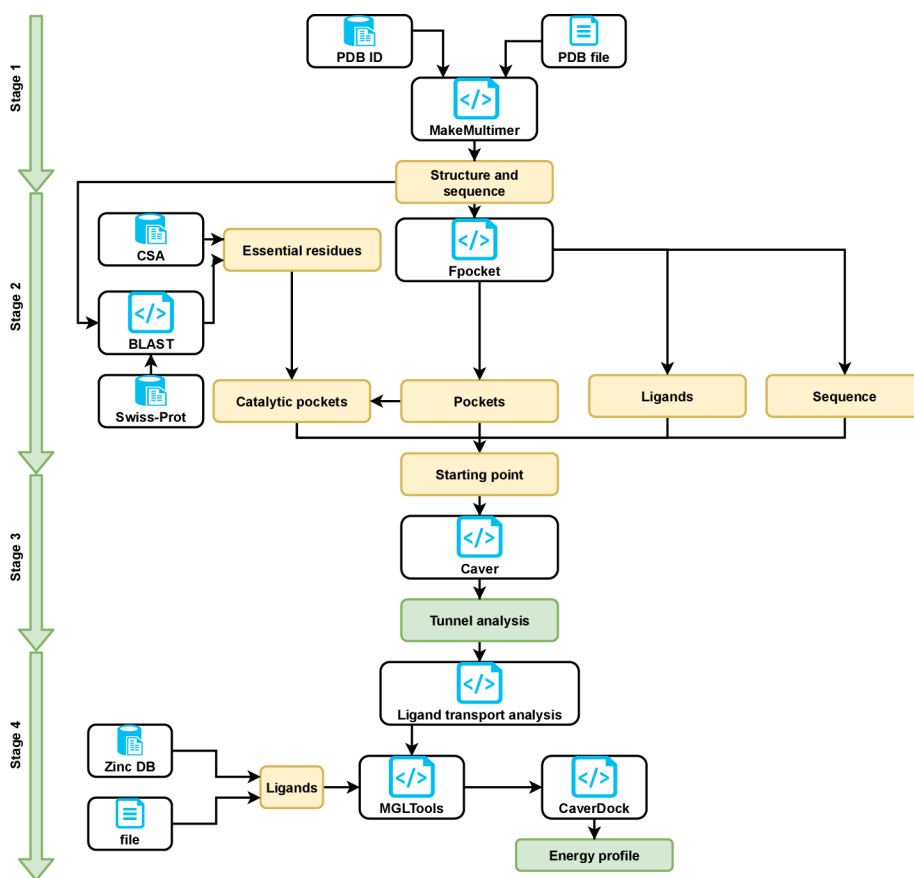 Stage 1
PDB ID
PDB file
</>
MakeMultimer
Structure and
sequence
Stage 2
CSA
Essential residues
</>
Fpocket
</>
BLAST
Swiss-Prot
Catalytic pockets
Pockets
Ligands
Sequence
Starting point
Stage 3
</>
Caver
Tunnel analysis
Stage 4
</>
Ligand transport analysis
Zinc DB
Ligands
</>
MGLTools
</>
CaverDock
file
Energy profile